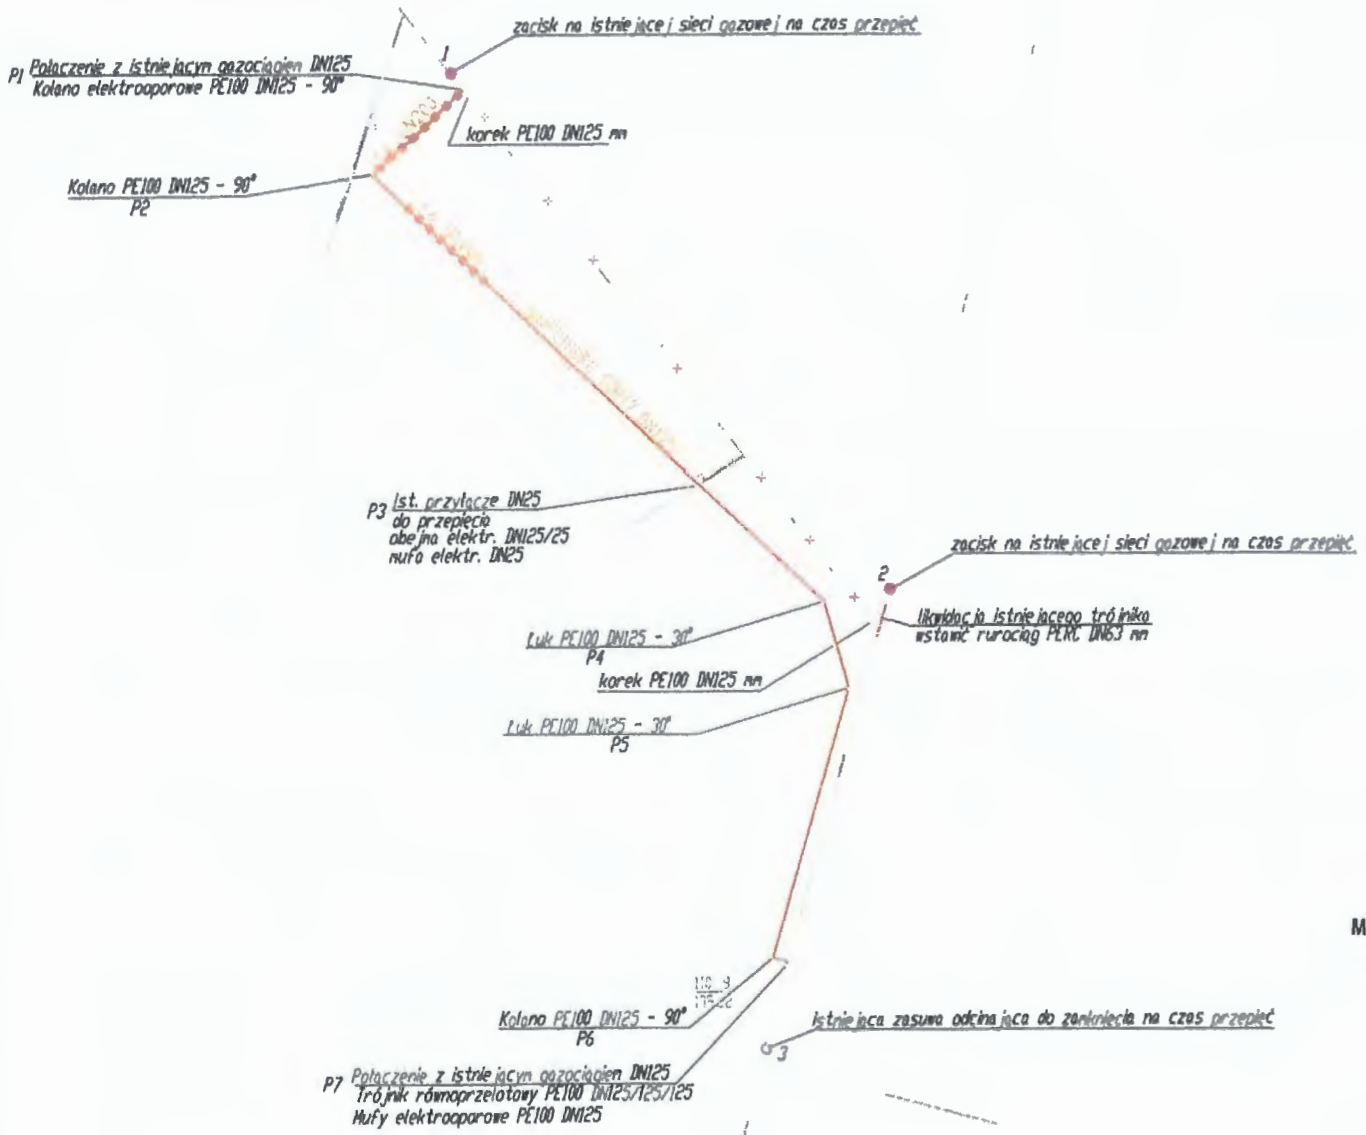 zacisk na istniejącej sieci gazowej na czas przepięć
1
P1 Połączenie z istniejącym gazociągiem DN125
Kolano elektrooporowe PE100 DN125 - 90°
korek PE100 DN125 mm
Kolano PE100 DN125 - 90°
P2
P3 Ist. przyłącze DN25
do przepięcia
obejma elektr. DN125/25
mufa elektr. DN25
zacisk na istniejącej sieci gazowej na czas przepięć
2
likwidacja istniejącego trójnika
wstawić rurociąg PERC DN63 mm
Łuk PE100 DN125 - 30°
P4
korek PE100 DN125 mm
Łuk PE100 DN125 - 30°
P5
M
Kolano PE100 DN125 - 90°
P6
istniejąca zasuwa odcinająca do zamknięcia na czas przepięć
3
P7 Połączenie z istniejącym gazociągiem DN125
Trójnik równoprzelotowy PE100 DN125/125/125
Mufy elektrooporowe PE100 DN125